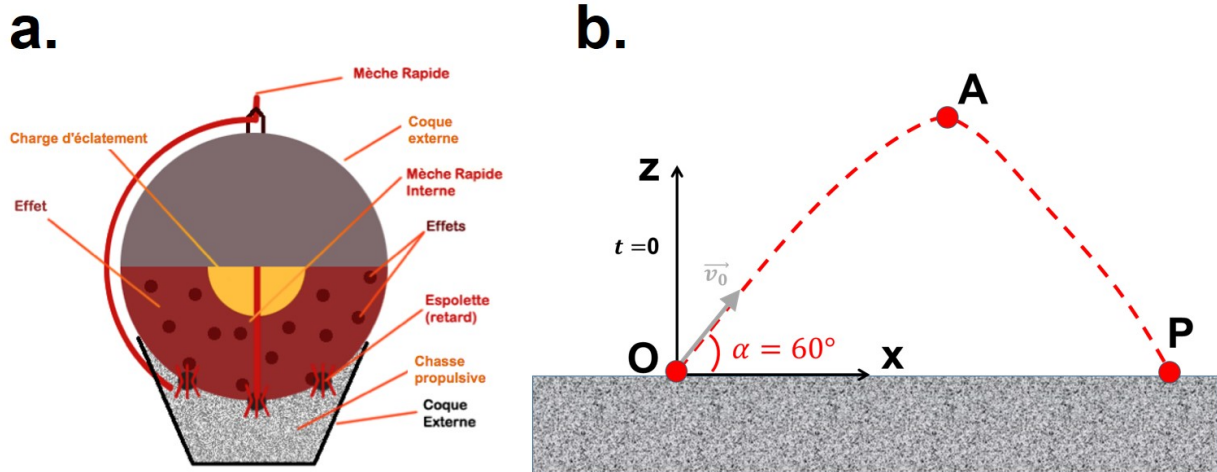 a.
Mèche Rapide
Charge d'éclatement
Coque
externe
Mèche Rapide
Interne
Effet
Effets
Espolette
(retard)
Chasse
propulsive
Coque
Externe
b.
A
z
t =0
v₀
P
O
α = 60°
x